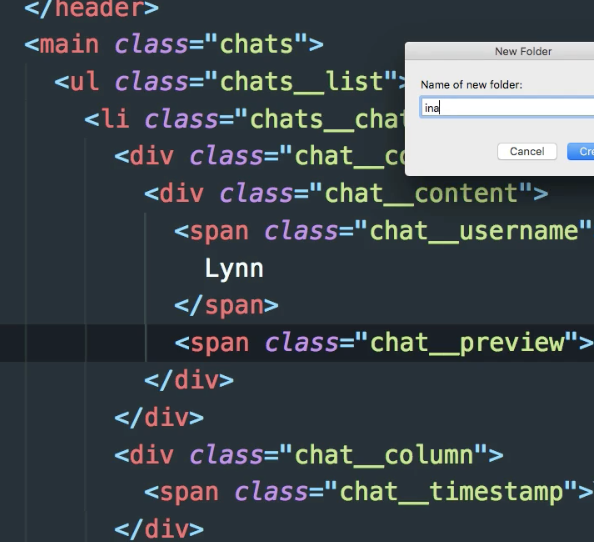 </header>
<main class="chats">
<ul class="chats__list">
<li class="chats__cha
<div class="chat__co
<div class="chat__content">
<span class="chat__username"
Lynn
</span>
<span class="chat__preview">
</div>
</div>
<div class="chat__column">
<span class="chat__timestamp">
</div>
New Folder
Name of new folder:
ina
Cancel
Cre